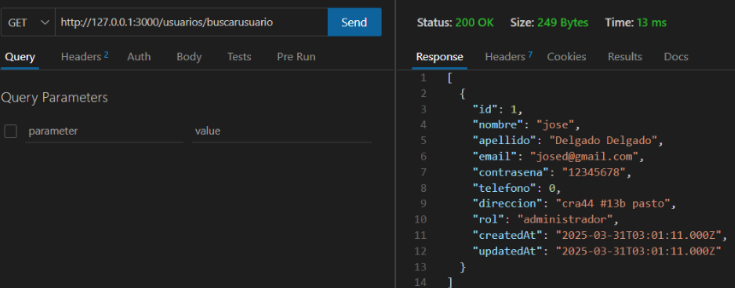 GET http://127.0.0.1:3000/usuarios/buscarusuario Send
Query Headers 2 Auth Body Tests Pre Run
Query Parameters
parameter value
Status: 200 OK Size: 249 Bytes Time: 13 ms
Response Headers 7 Cookies Results Docs
1 [
2 {
3 "id": 1,
4 "nombre": "jose",
5 "apellido": "Delgado Delgado",
6 "email": "josed@gmail.com",
7 "contrasena": "12345678",
8 "telefono": 0,
9 "direccion": "cra44 #13b pasto",
10 "rol": "administrador",
11 "createdAt": "2025-03-31T03:01:11.000Z",
12 "updatedAt": "2025-03-31T03:01:11.000Z"
13 }
14 ]